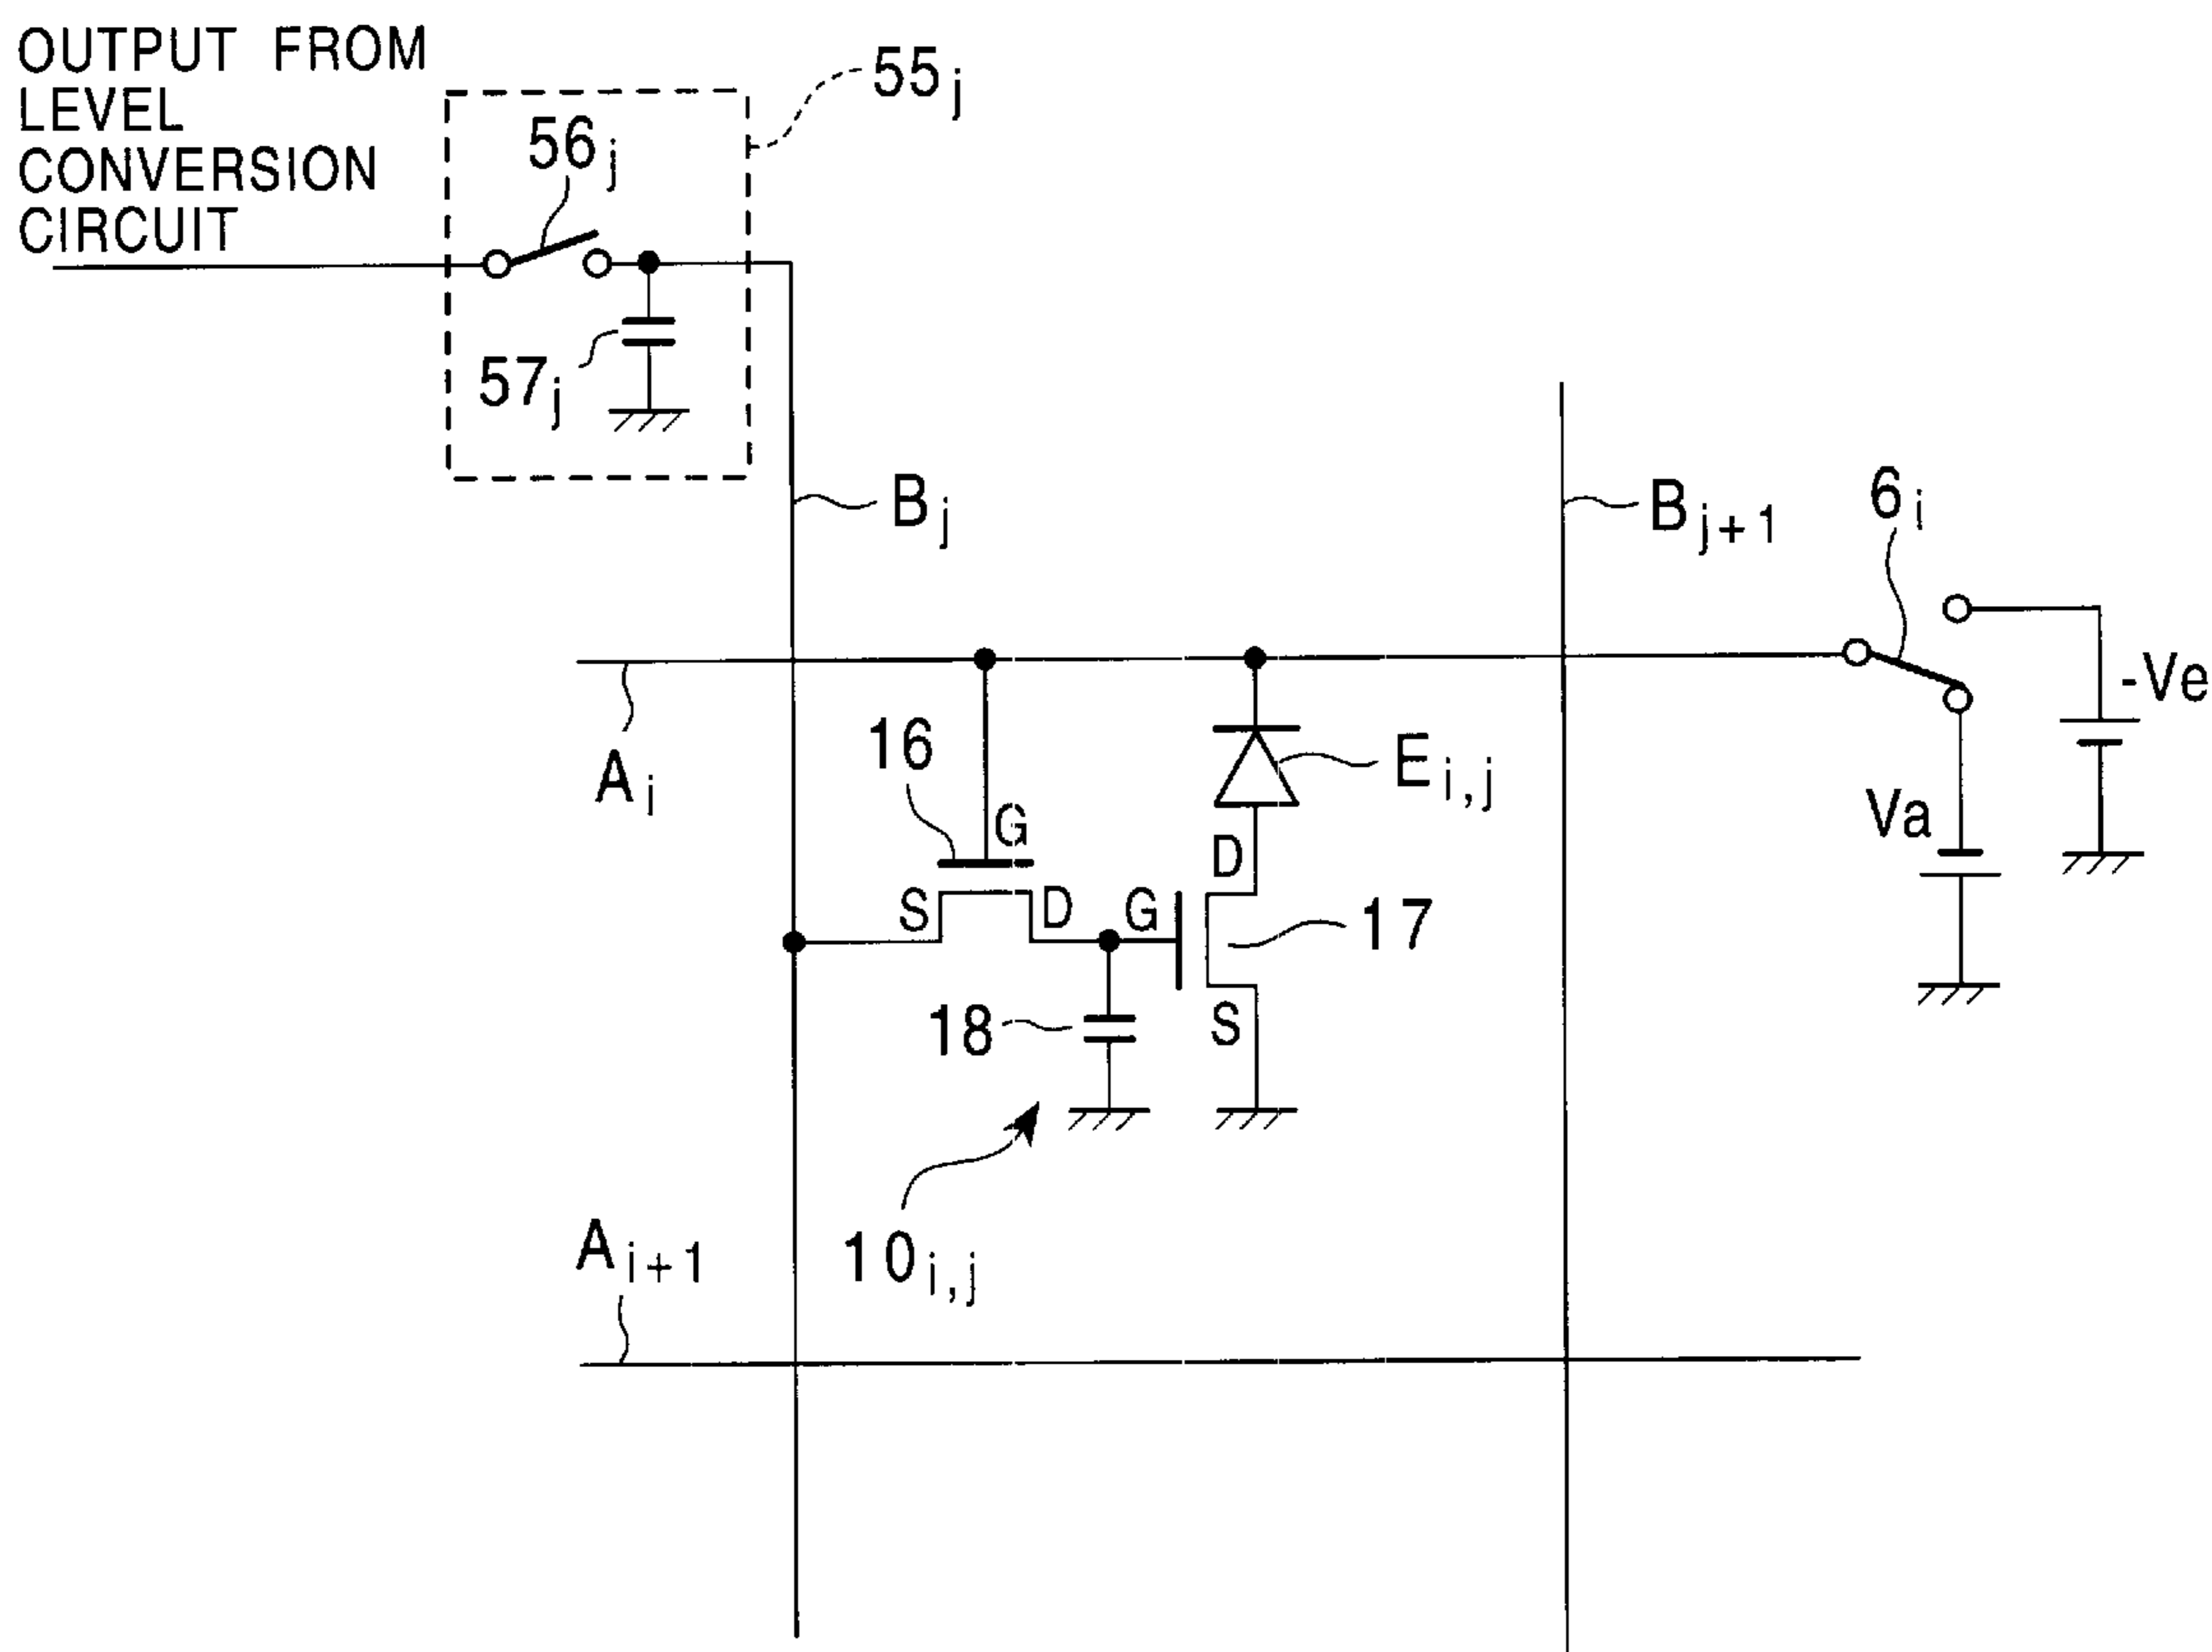 OUTPUT FROM
LEVEL
CONVERSION
CIRCUIT
55j
56j
57j
Bj
Bj+1
6i
-Ve
Ai
16
G
Ei,j
Va
D
S
D
G
17
18
S
10i,j
Ai+1